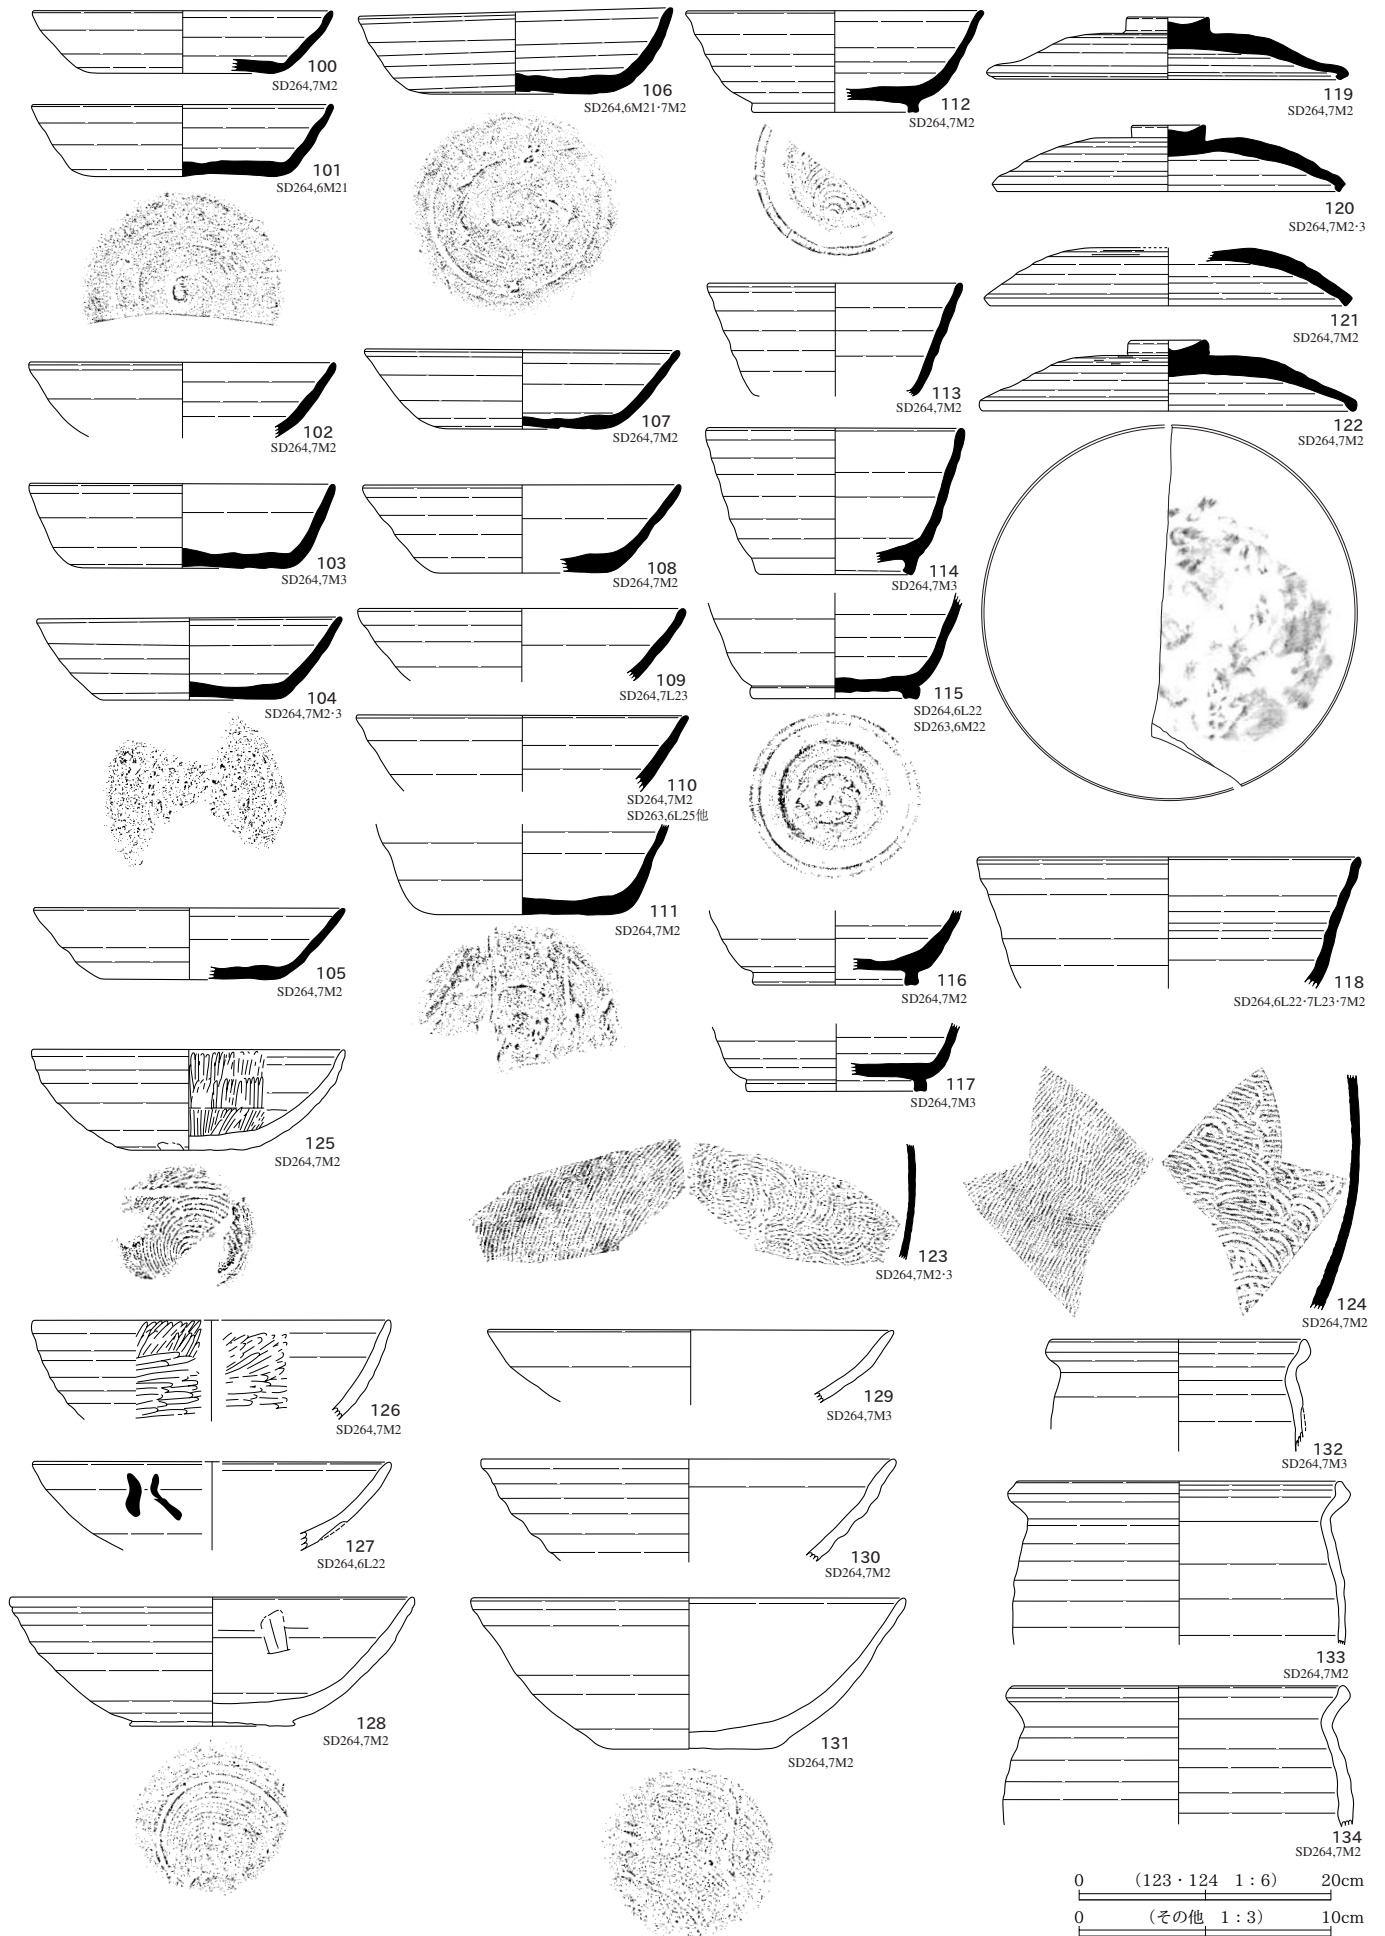 100
SD264,7M2
101
SD264,6M21
102
SD264,7M2
103
SD264,7M3
104
SD264,7M2·3
105
SD264,7M2
106
SD264,6M21·7M2
107
SD264,7M2
108
SD264,7M2
109
SD264,7L23
110
SD264,7M2
SD263,6L25他
111
SD264,7M2
112
SD264,7M2
113
SD264,7M2
114
SD264,7M3
115
SD264,6L22
SD263,6M22
116
SD264,7M2
117
SD264,7M3
118
SD264,6L22·7L23·7M2
119
SD264,7M2
120
SD264,7M2·3
121
SD264,7M2
122
SD264,7M2
123
SD264,7M2·3
124
SD264,7M2
125
SD264,7M2
126
SD264,7M2
127
SD264,6L22
128
SD264,7M2
129
SD264,7M3
130
SD264,7M2
131
SD264,7M2
132
SD264,7M3
133
SD264,7M2
134
SD264,7M2
0 （123・124 1：6） 20cm
0 （その他 1：3） 10cm